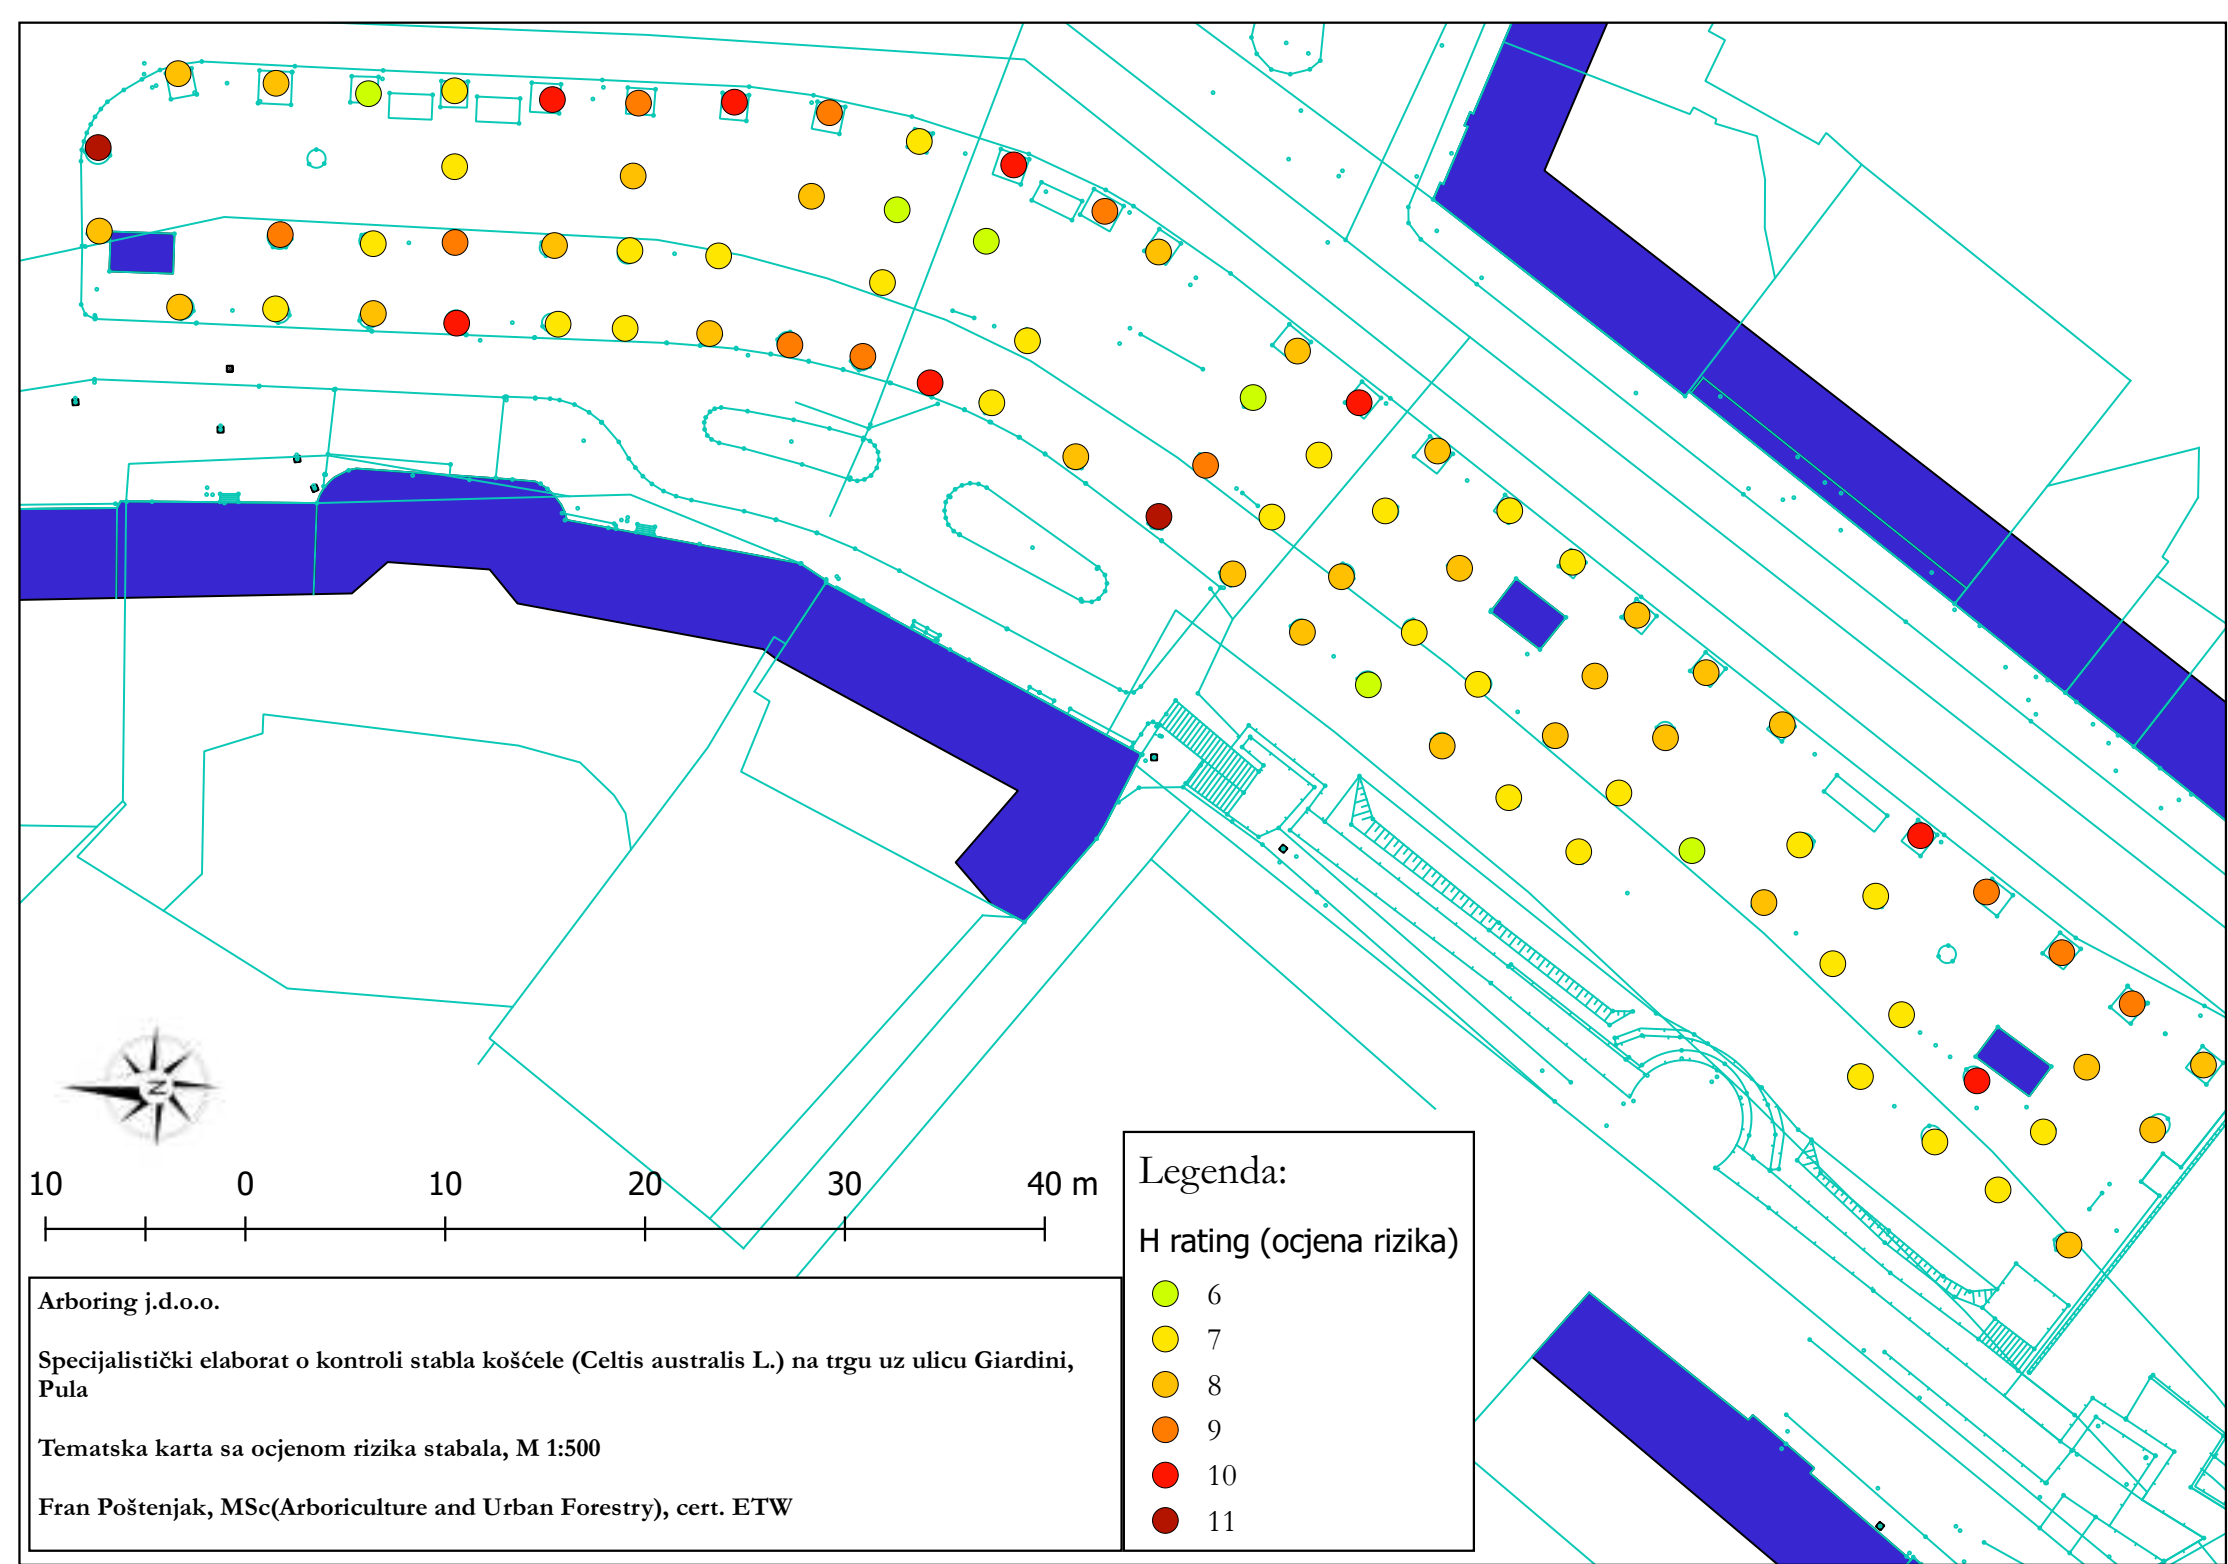 N
10 0 10 20 30 40 m
Arboring j.d.o.o.
Specijalistički elaborat o kontroli stabla košćele (Celtis australis L.) na trgu uz ulicu Giardini,
Pula
Tematska karta sa ocjenom rizika stabala, M 1:500
Fran Poštenjak, MSc(Arboriculture and Urban Forestry), cert. ETW
Legenda:
H rating (ocjena rizika)
6
7
8
9
10
11